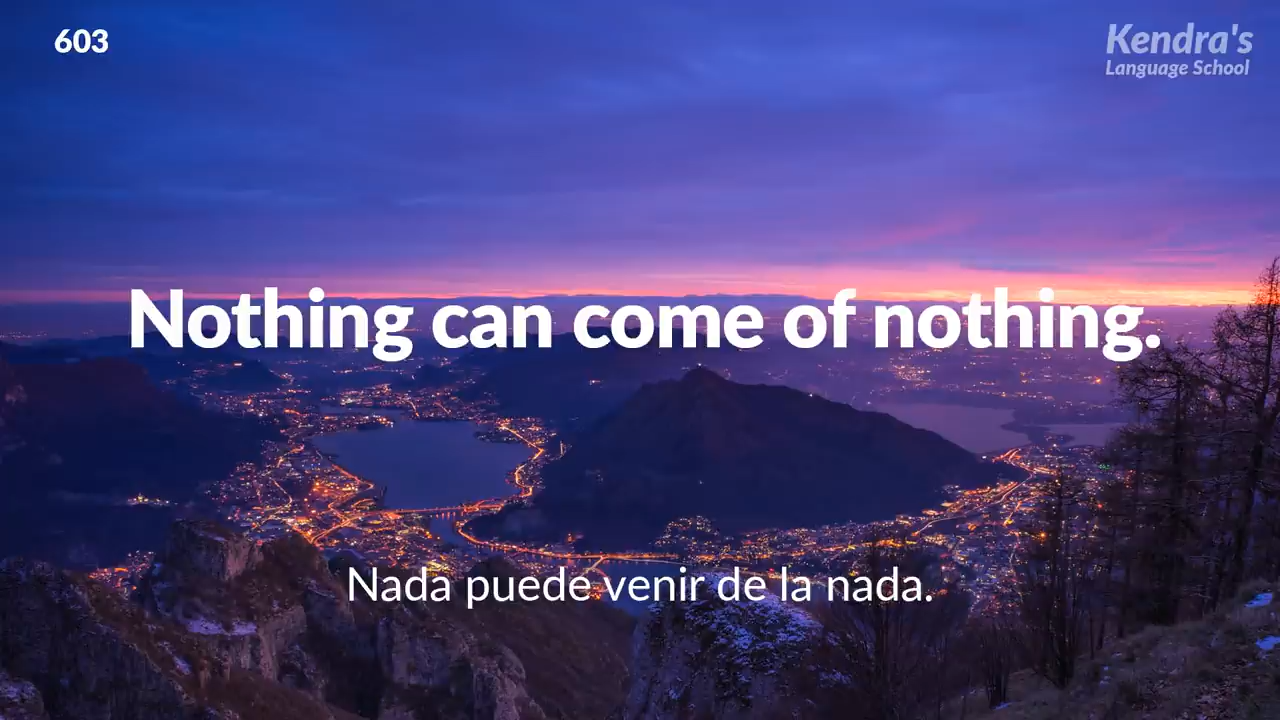 603
Kendra's
Language School
Nothing can come of nothing.
Nada puede venir de la nada.